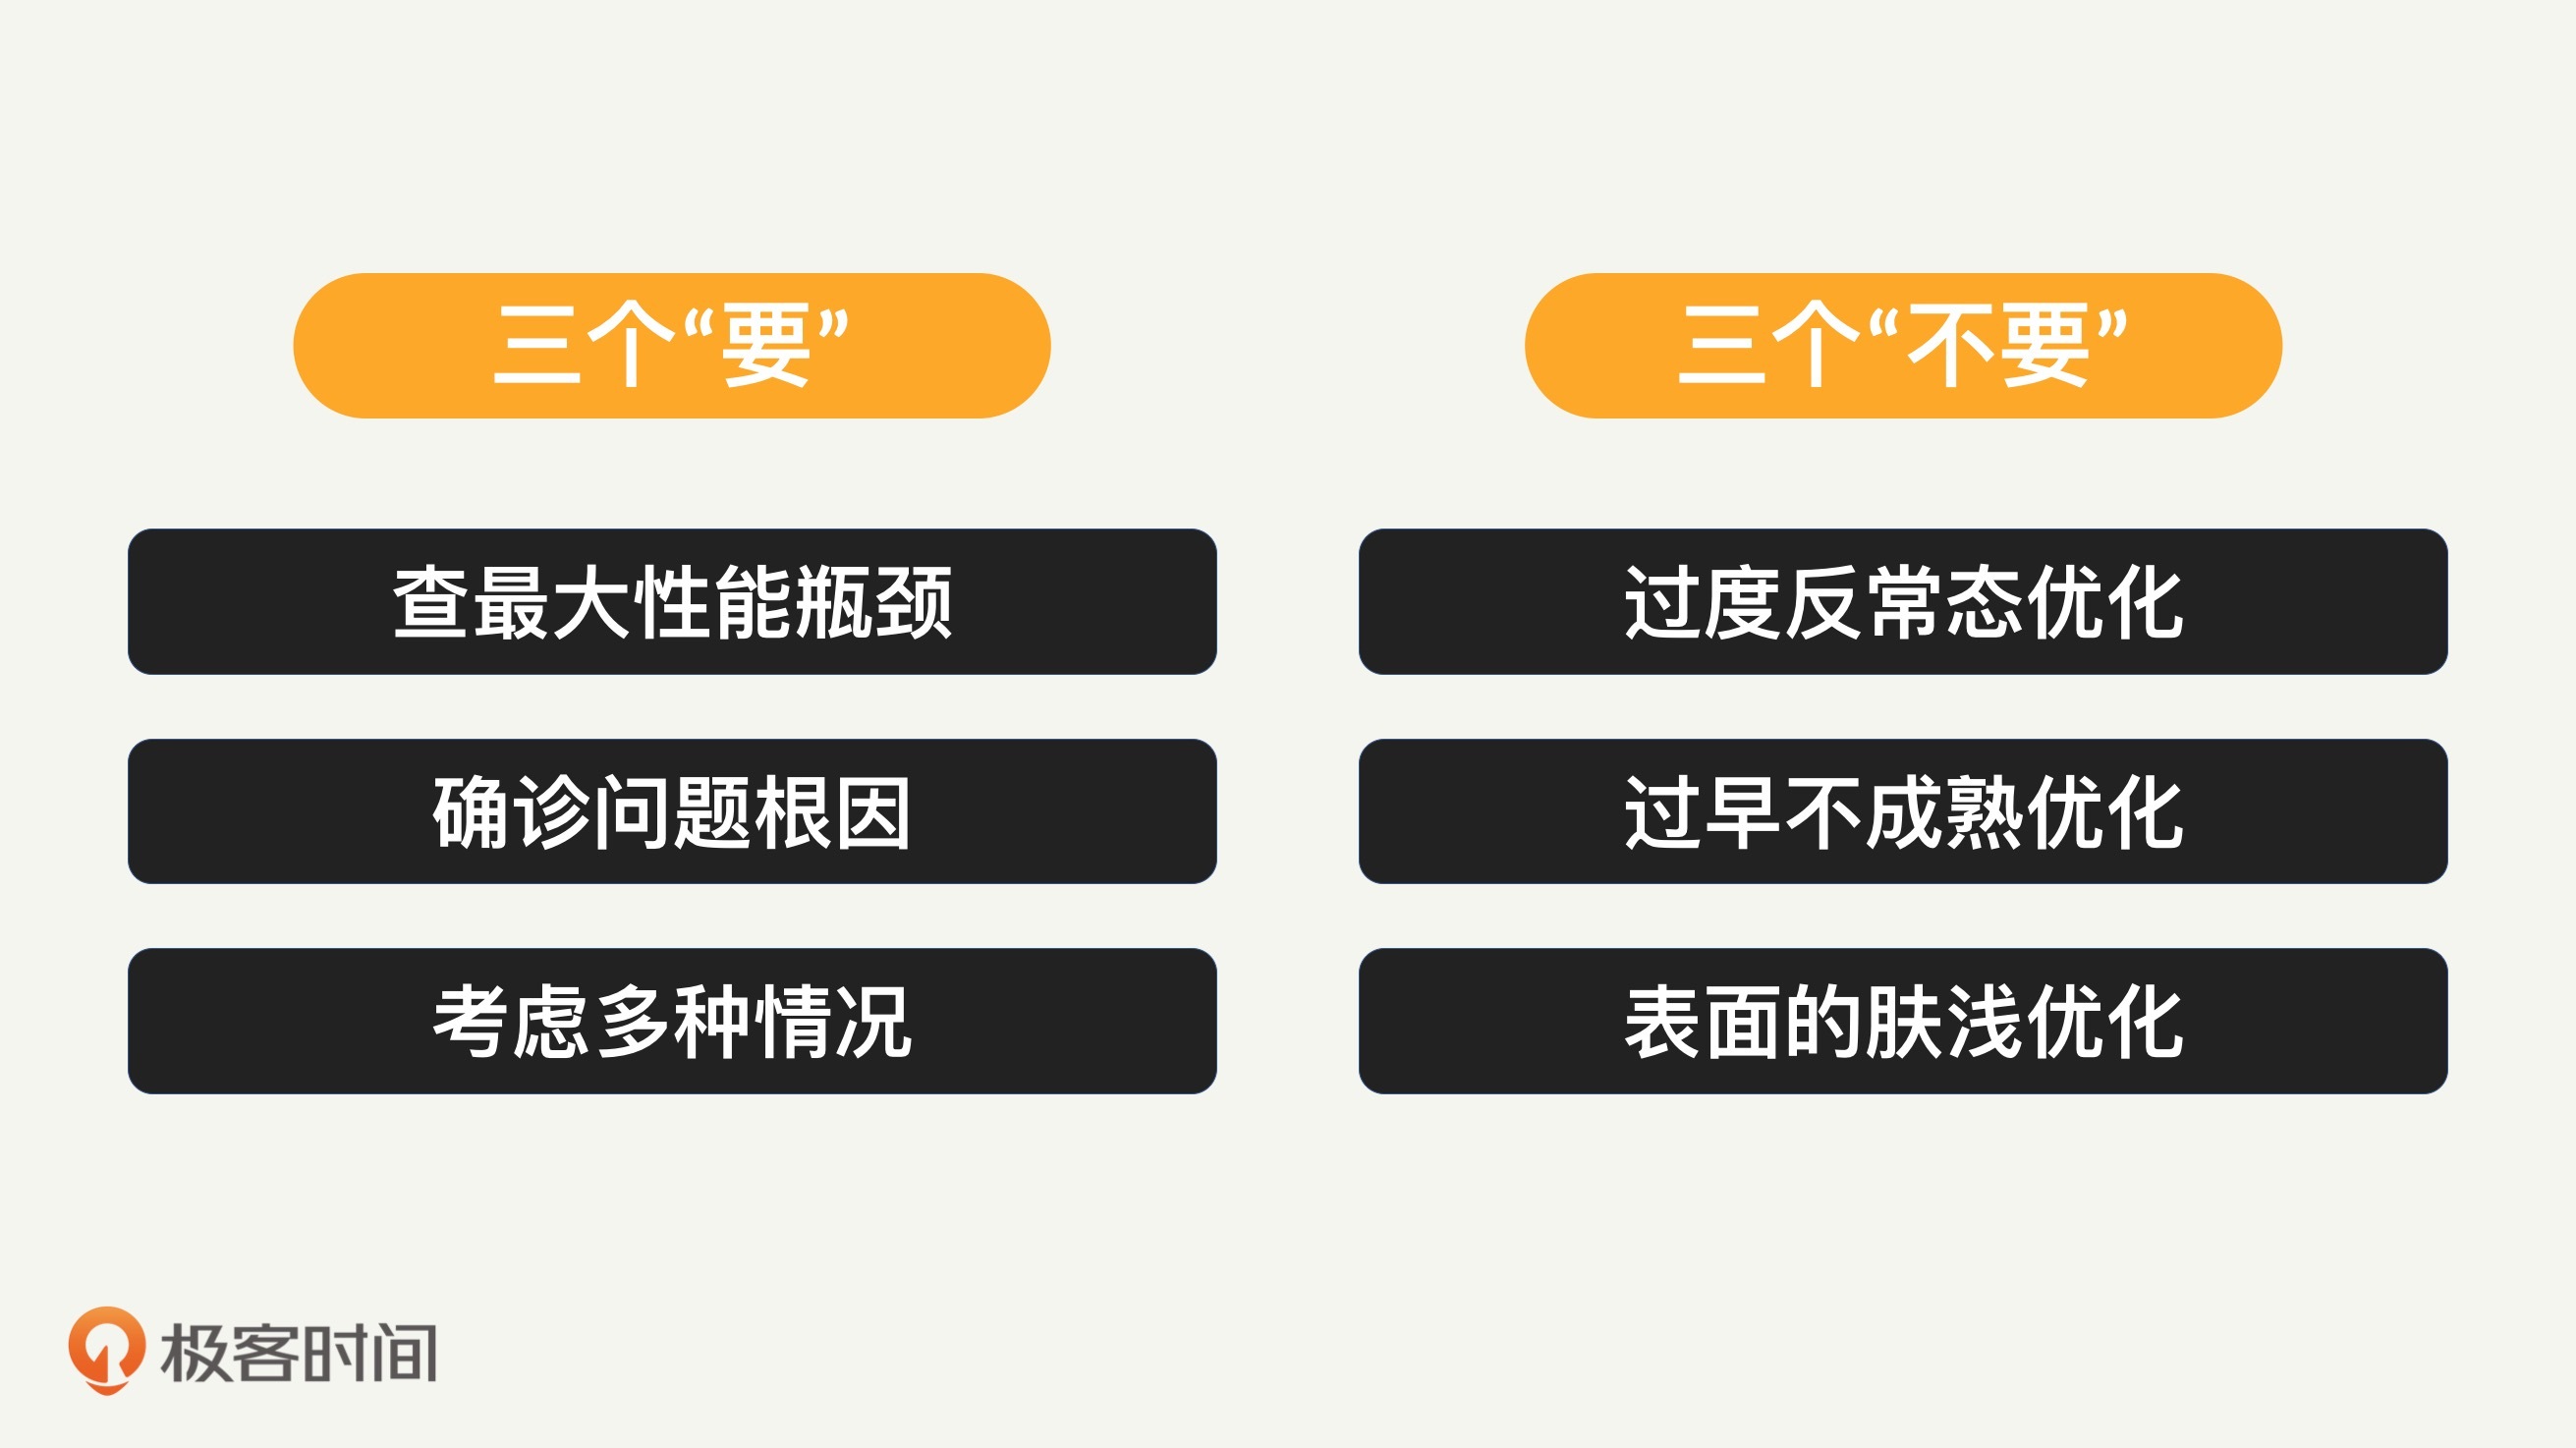 三个“要”
查最大性能瓶颈
确诊问题根因
考虑多种情况
三个“不要”
过度反常态优化
过早不成熟优化
表面的肤浅优化
极客时间